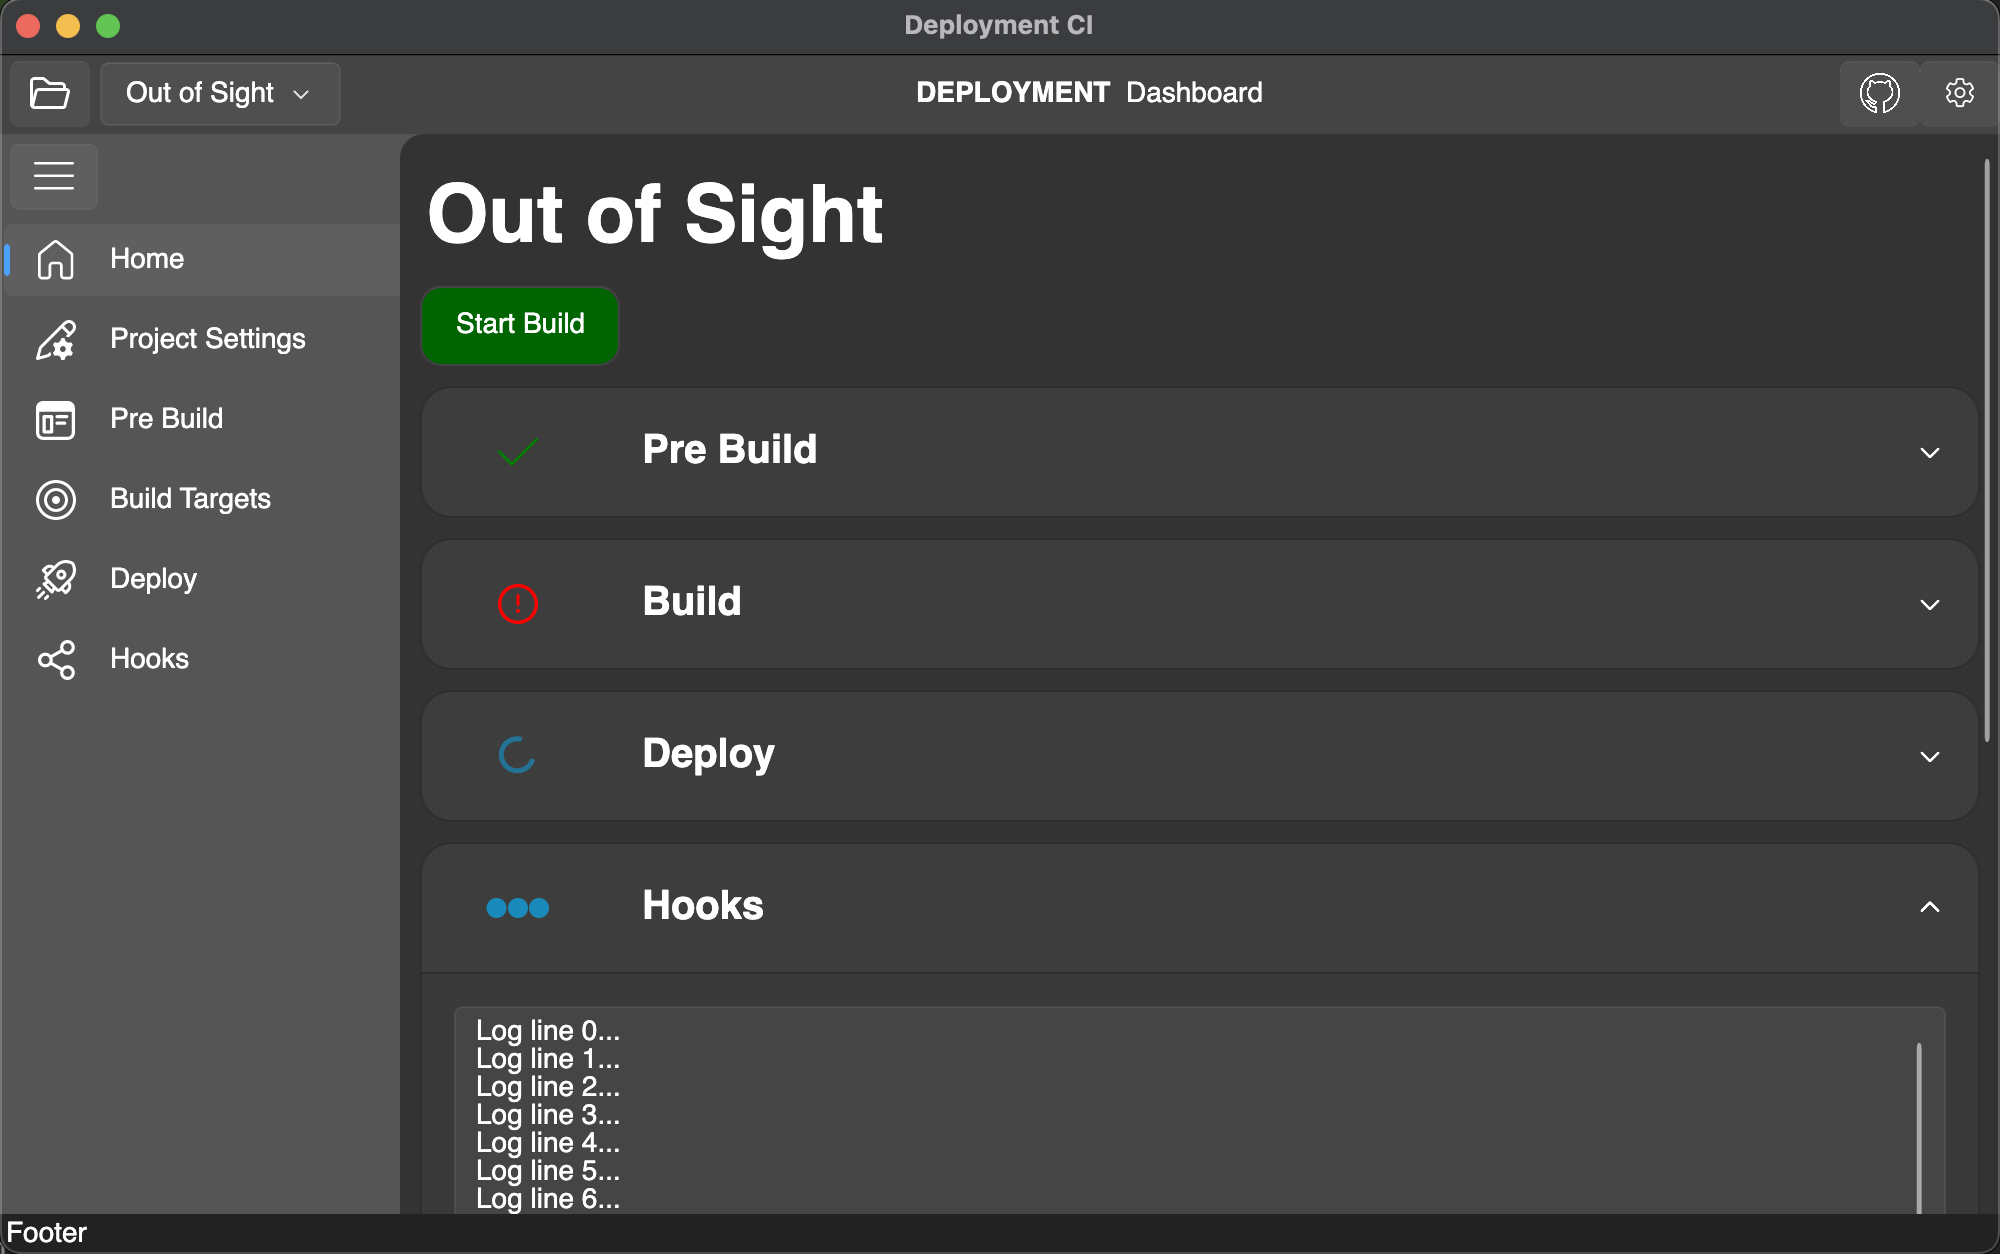 Deployment CI
Out of Sight
DEPLOYMENT Dashboard
Home
Project Settings
Pre Build
Build Targets
Deploy
Hooks
Out of Sight
Start Build
Pre Build
Build
Deploy
Hooks
Log line 0...
Log line 1...
Log line 2...
Log line 3...
Log line 4...
Log line 5...
Log line 6...
Footer